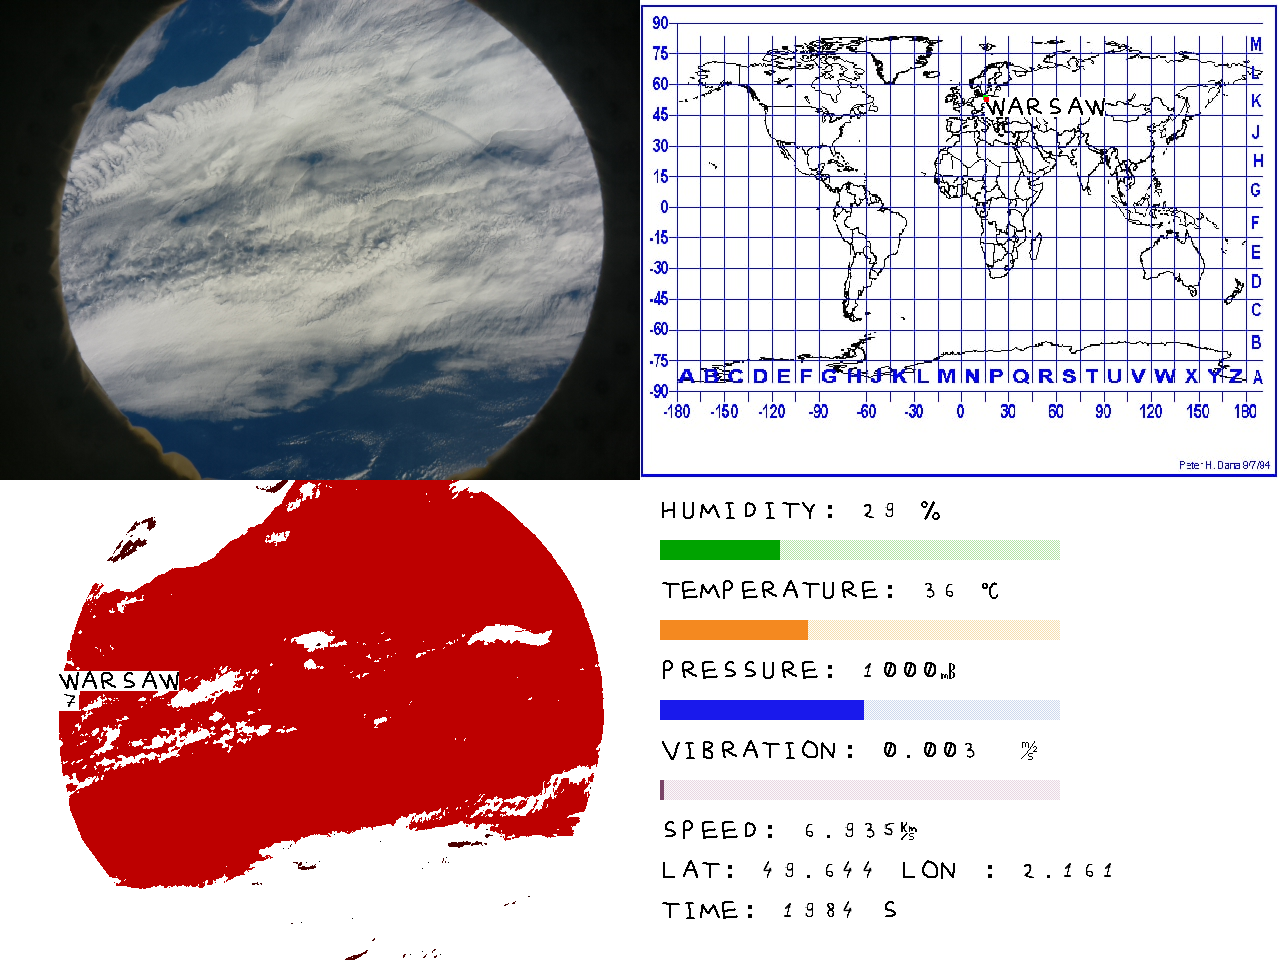 90
75
60
45
30
15
0
-15
-30
-45
-60
-75
-90
M
L
K
J
H
G
F
E
D
C
B
A
WARSAW
A B C D E F G H J K L M N P Q R S T U V W X Y Z
-180 -150 -120 -90 -60 -30 0 30 60 90 120 150 180
Peter H. Dana 9/7/94
WARSAW
7
HUMIDITY: 29 %
TEMPERATURE: 36 °C
PRESSURE: 1000mB
VIBRATION: 0.003 m/s²
SPEED: 6.935 Km/s
LAT: 49.644 LON : 2.161
TIME: 1984 S